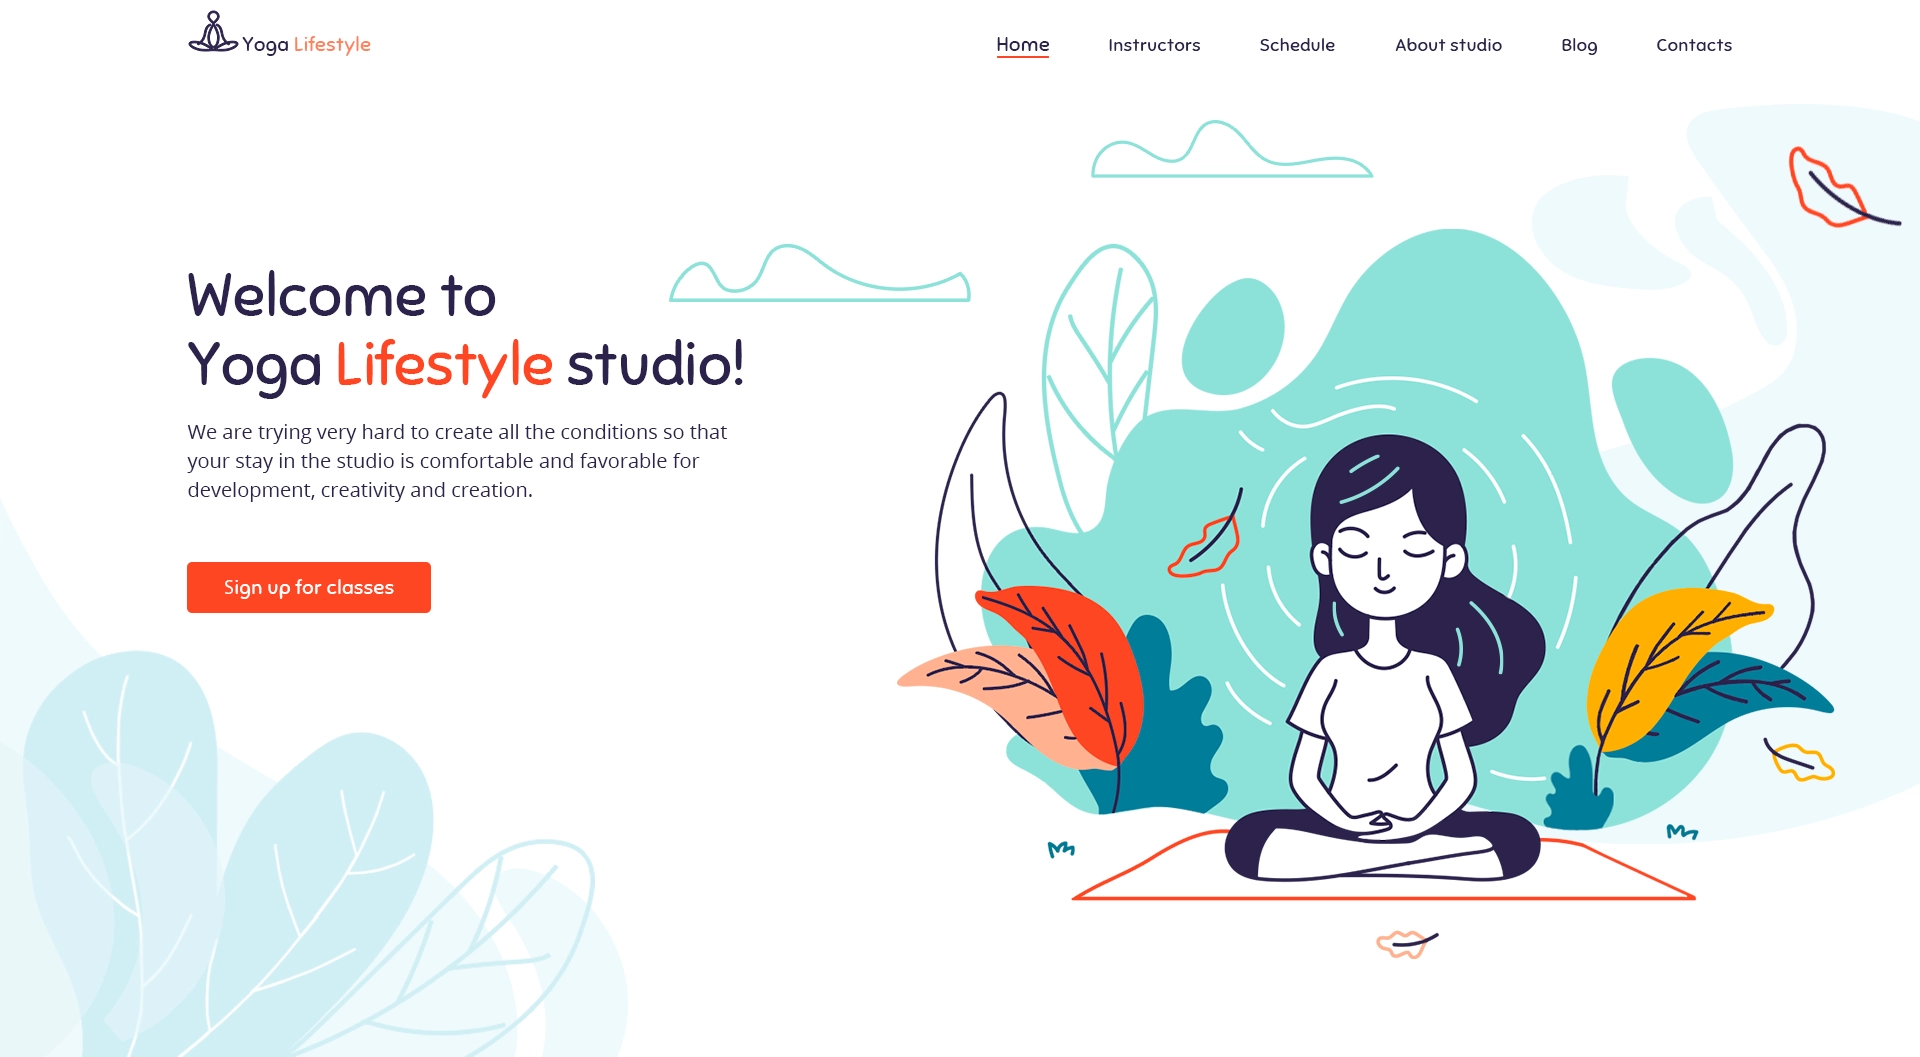 Yoga Lifestyle
Home Instructors Schedule About studio Blog Contacts
Welcome to
Yoga Lifestyle studio!
We are trying very hard to create all the conditions so that
your stay in the studio is comfortable and favorable for
development, creativity and creation.
Sign up for classes